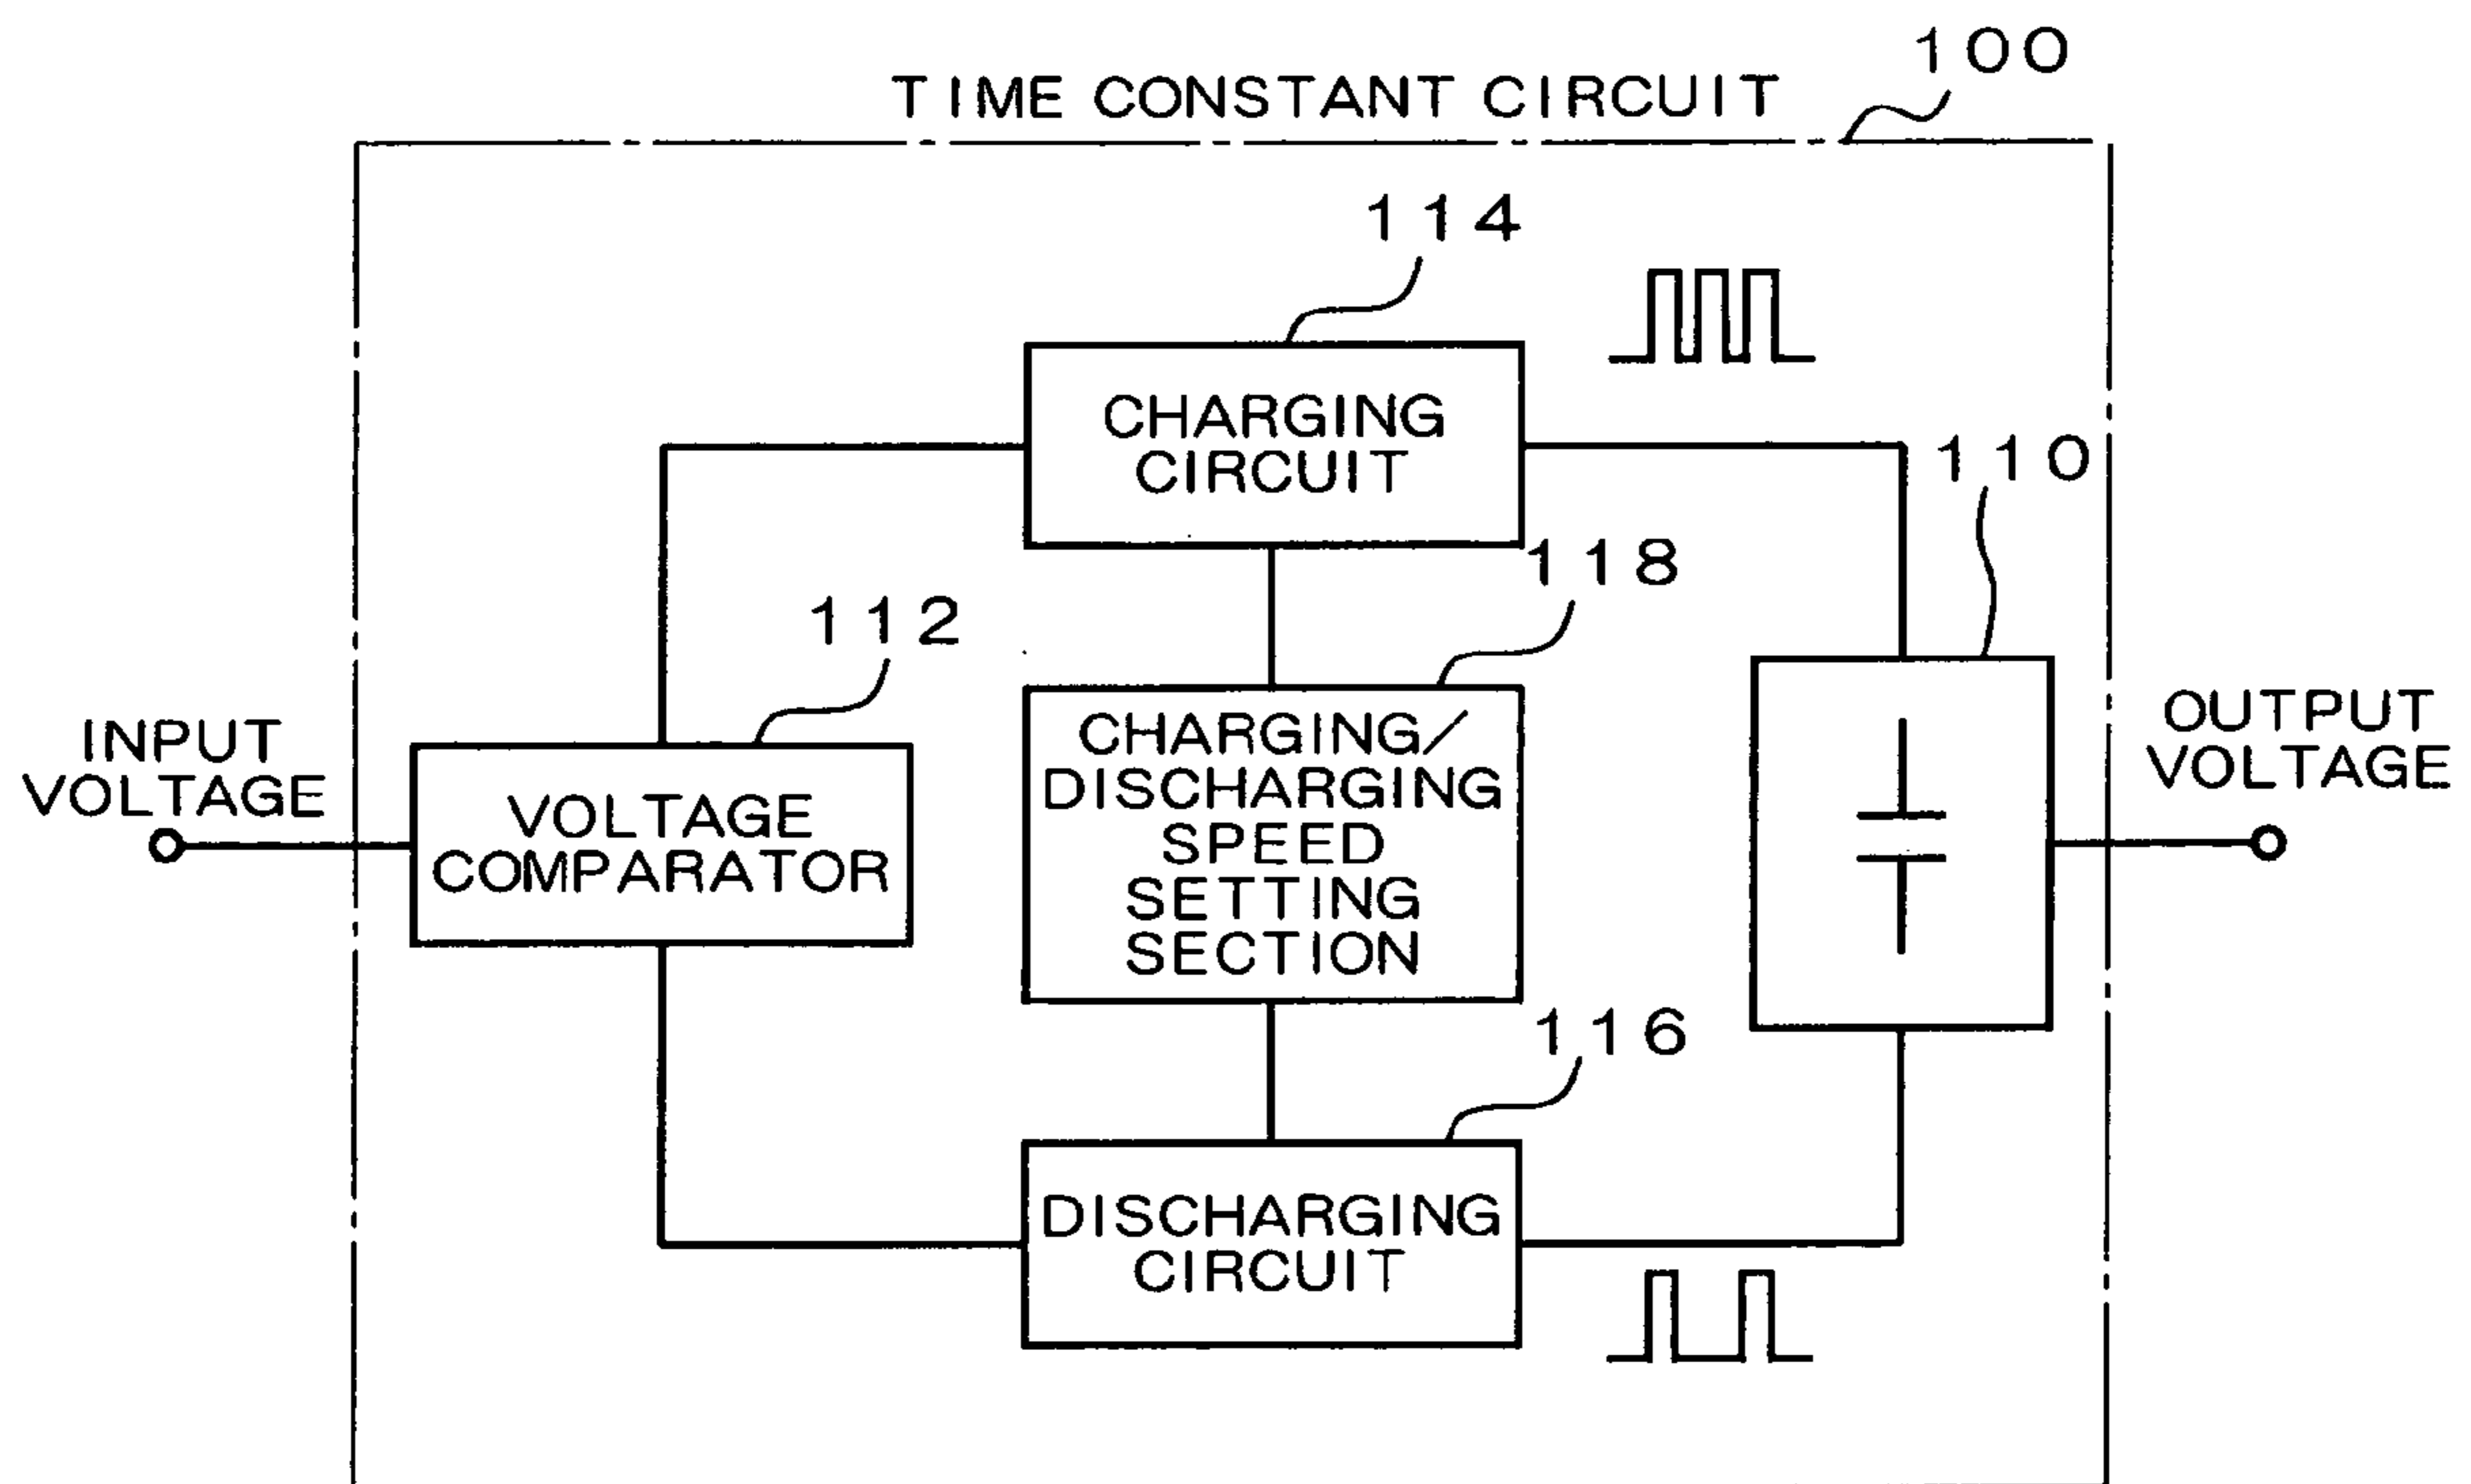 100
TIME CONSTANT CIRCUIT
114
CHARGING
CIRCUIT
110
118
112
INPUT
VOLTAGE
VOLTAGE
COMPARATOR
CHARGING/
DISCHARGING
SPEED
SETTING
SECTION
OUTPUT
VOLTAGE
116
DISCHARGING
CIRCUIT